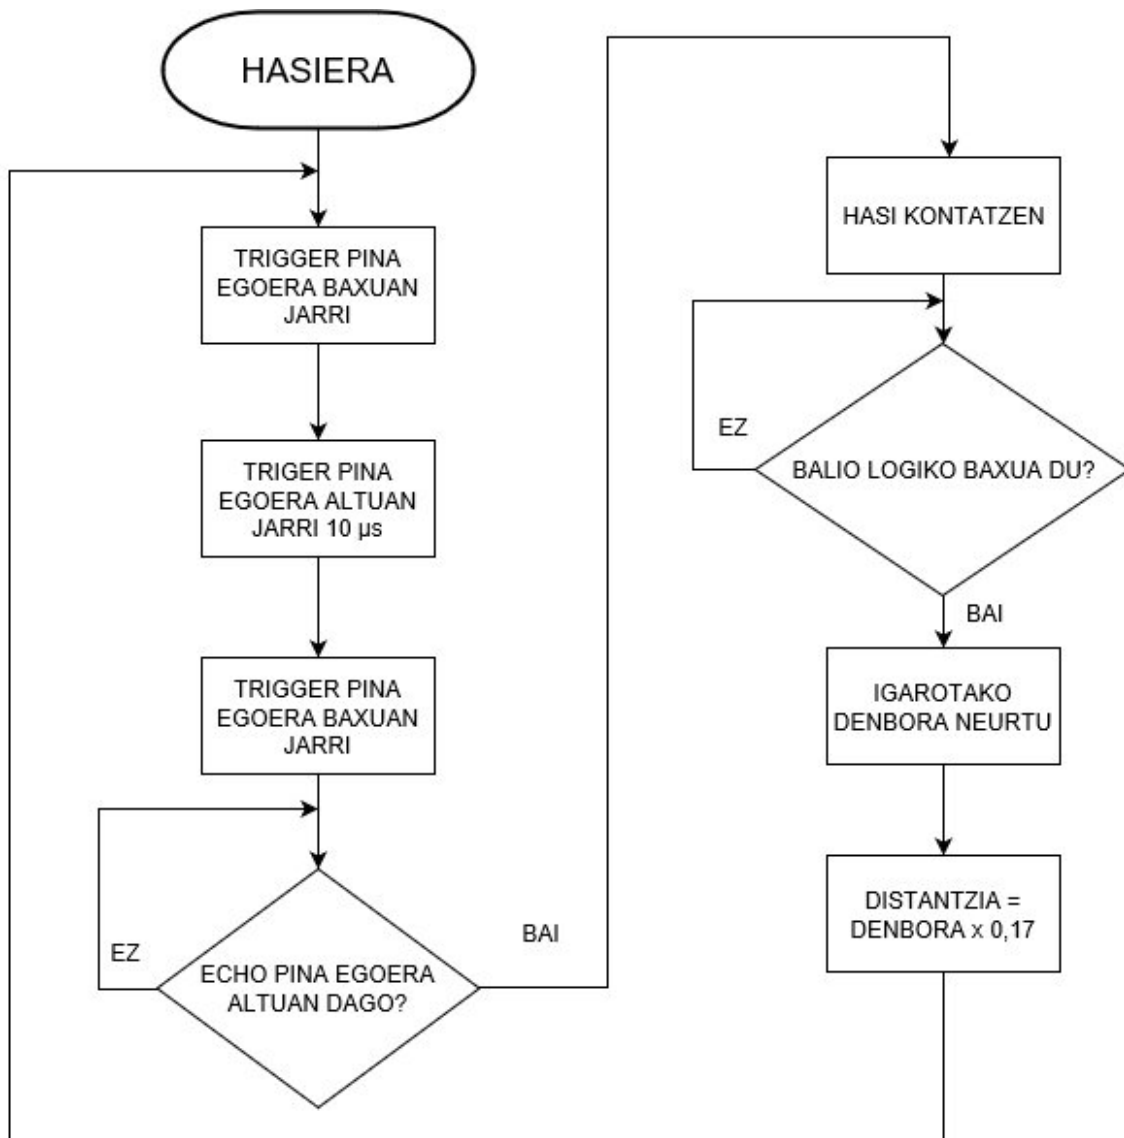 HASIERA
TRIGGER PINA
EGOERA BAXUAN
JARRI
TRIGER PINA
EGOERA ALTUAN
JARRI 10 µs
TRIGGER PINA
EGOERA BAXUAN
JARRI
EZ
BAI
ECHO PINA EGOERA
ALTUAN DAGO?
HASI KONTATZEN
EZ
BALIO LOGIKO BAXUA DU?
BAI
IGAROTAKO
DENBORA NEURTU
DISTANTZIA =
DENBORA x 0,17